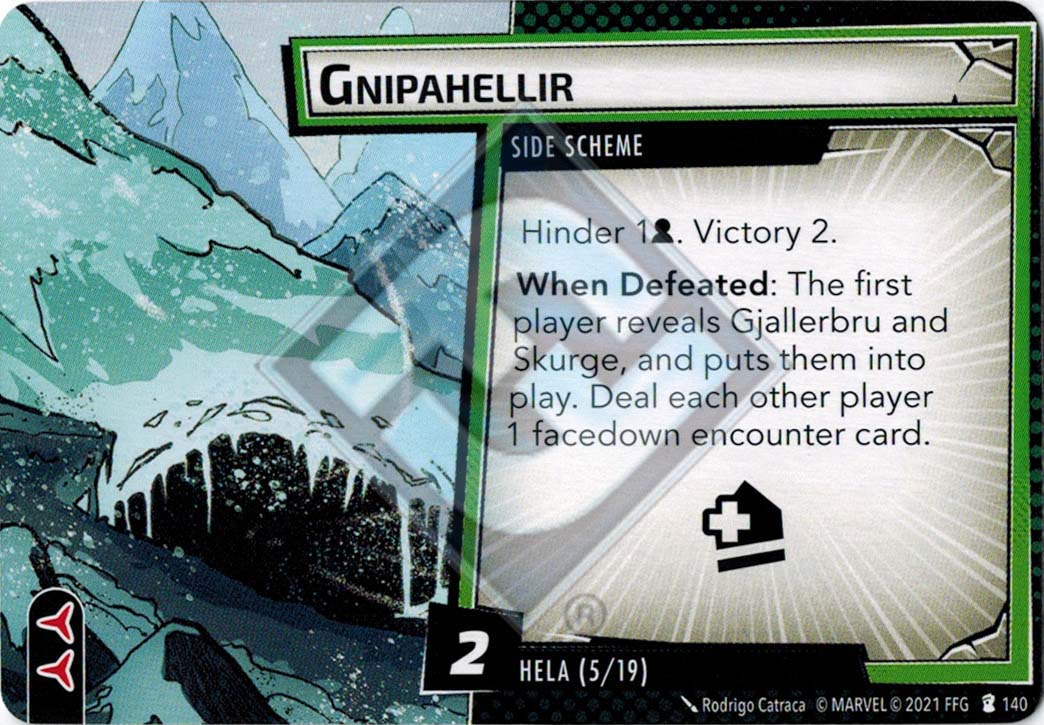 GNIPAHELLIR
SIDE SCHEME
Hinder 1. Victory 2.
When Defeated: The first
player reveals Gjallerbru and
Skurge, and puts them into
play. Deal each other player
1 facedown encounter card.
®
2
HELA (5/19)
Rodrigo Catraca © MARVEL © 2021 FFG 140